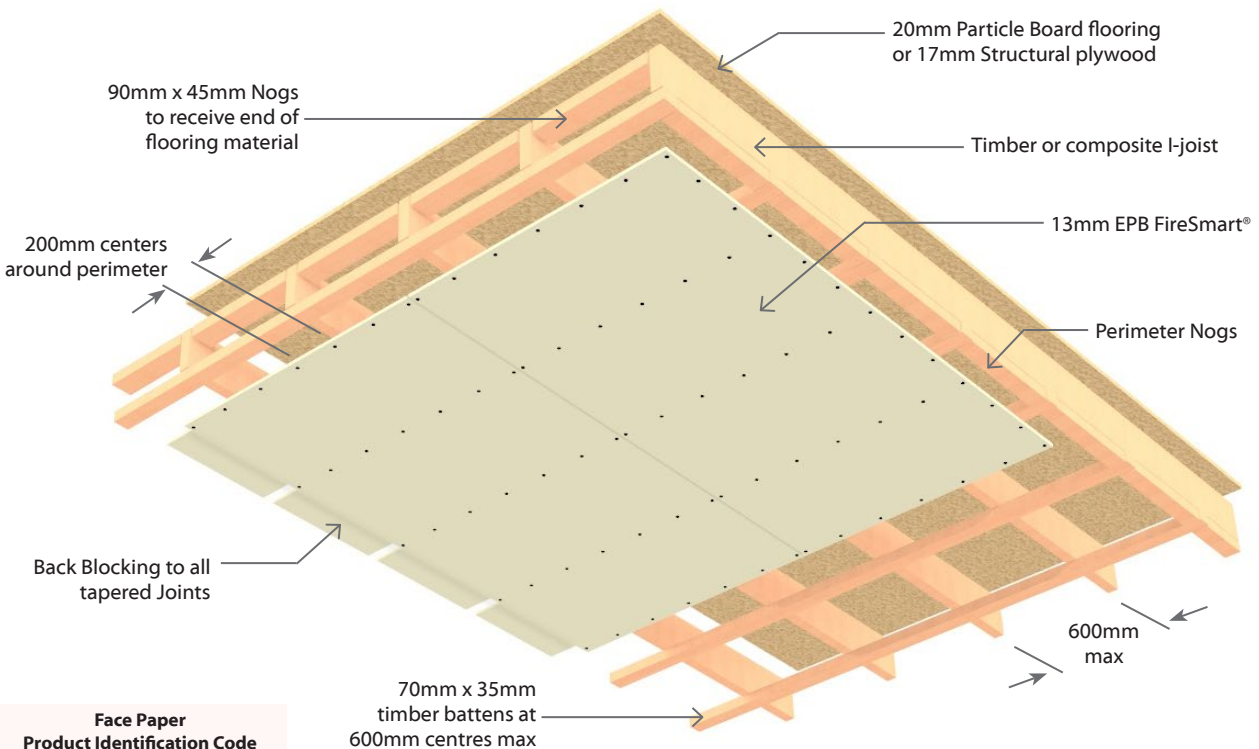 20mm Particle Board flooring
or 17mm Structural plywood
90mm x 45mm Nogs
to receive end of
flooring material
Timber or composite I-joist
13mm EPB FireSmart®
200mm centers
around perimeter
Perimeter Nogs
Back Blocking to all
tapered Joints
600mm
max
70mm x 35mm
timber battens at
600mm centres max
Face Paper
Product Identification Code